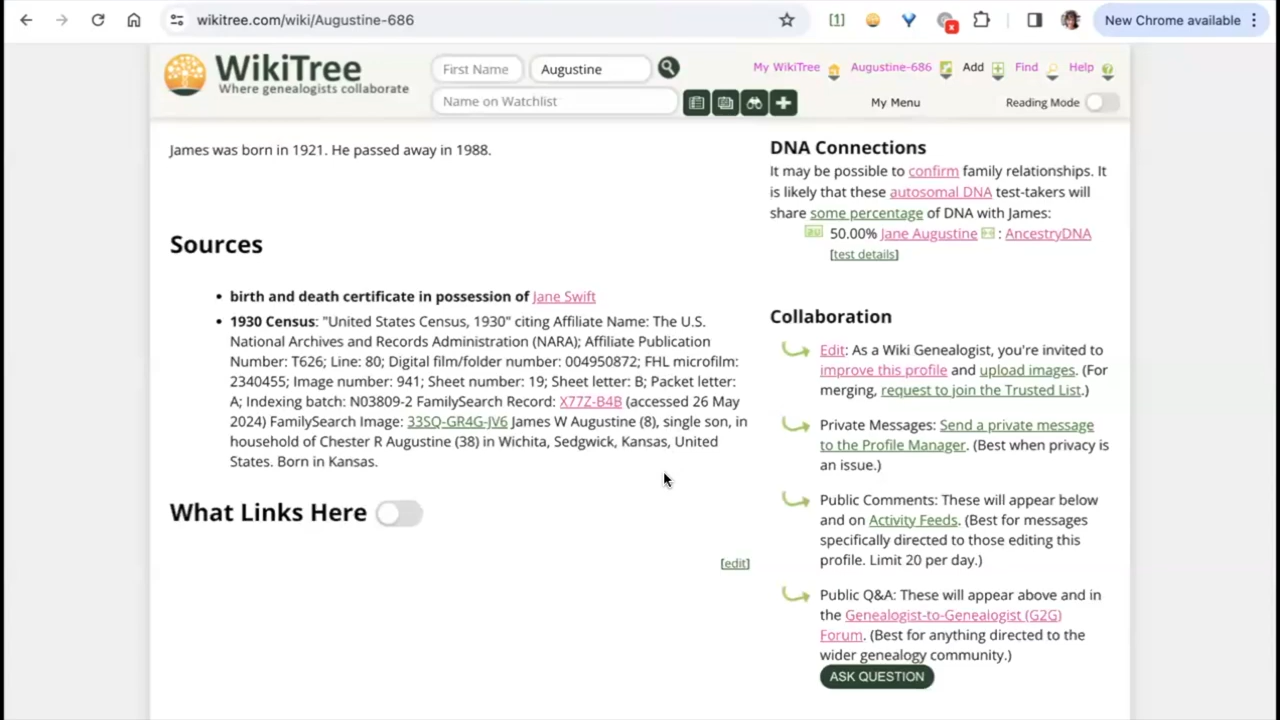 wikitree.com/wiki/Augustine-686
[1]
New Chrome available
WikiTree
Where genealogists collaborate
First Name
Augustine
Name on Watchlist
My WikiTree
Augustine-686
Add
Find
Help
My Menu
Reading Mode
James was born in 1921. He passed away in 1988.
Sources
• birth and death certificate in possession of Jane Swift
• 1930 Census: "United States Census, 1930" citing Affiliate Name: The U.S.
National Archives and Records Administration (NARA); Affiliate Publication
Number: T626; Line: 80; Digital film/folder number: 004950872; FHL microfilm:
2340455; Image number: 941; Sheet number: 19; Sheet letter: B; Packet letter:
A; Indexing batch: N03809-2 FamilySearch Record: X77Z-B4B (accessed 26 May
2024) FamilySearch Image: 33SQ-GR4G-JV6 James W Augustine (8), single son, in
household of Chester R Augustine (38) in Wichita, Sedgwick, Kansas, United
States. Born in Kansas.
What Links Here
[edit]
DNA Connections
It may be possible to confirm family relationships. It
is likely that these autosomal DNA test-takers will
share some percentage of DNA with James:
50.00% Jane Augustine : AncestryDNA
[test details]
Collaboration
Edit: As a Wiki Genealogist, you're invited to
improve this profile and upload images. (For
merging, request to join the Trusted List.)
Private Messages: Send a private message
to the Profile Manager. (Best when privacy is
an issue.)
Public Comments: These will appear below
and on Activity Feeds. (Best for messages
specifically directed to those editing this
profile. Limit 20 per day.)
Public Q&A: These will appear above and in
the Genealogist-to-Genealogist (G2G)
Forum. (Best for anything directed to the
wider genealogy community.)
ASK QUESTION